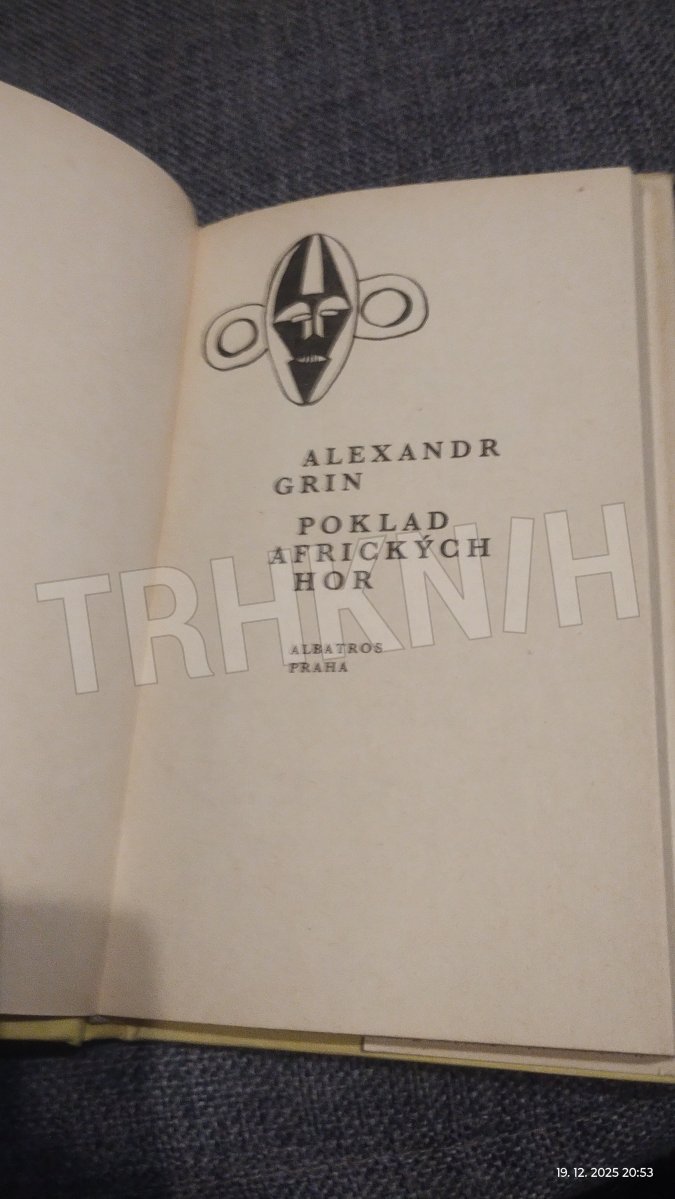 ALEXANDR
GRIN
POKLAD
AFRICKÝCH
HOR
TRHKNIH
ALBATROS
PRAHA
19. 12. 2025 20:53